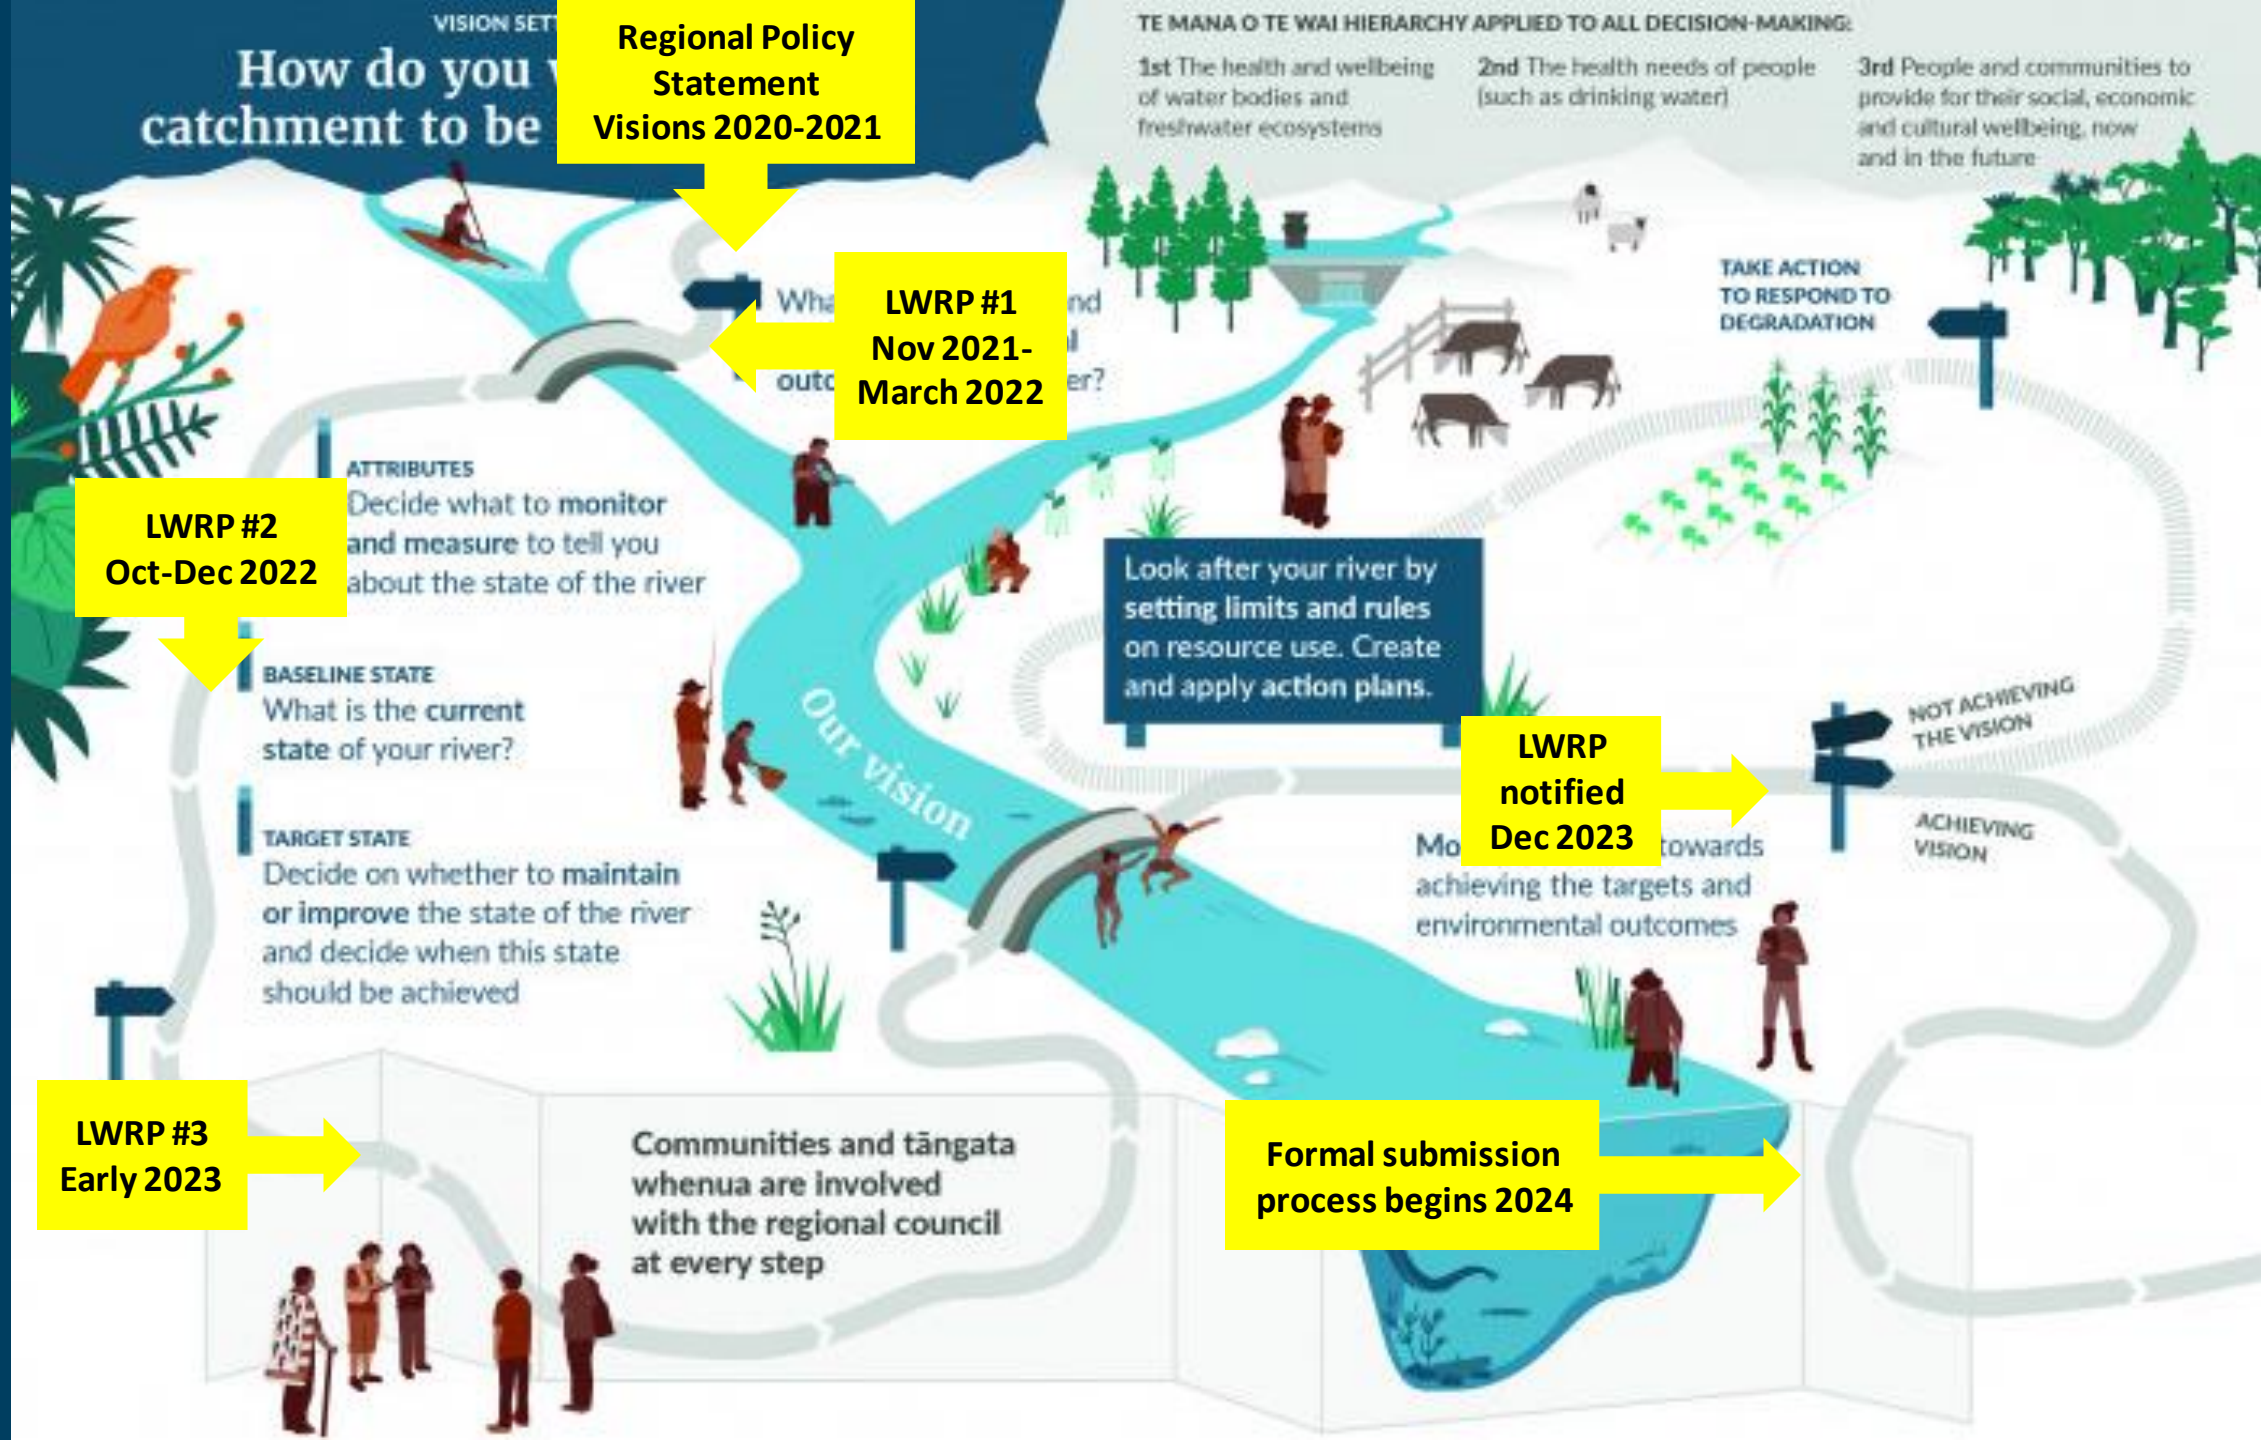 VISION SETT
How do you
catchment to be
Regional Policy
Statement
Visions 2020-2021
TE MANA O TE WAI HIERARCHY APPLIED TO ALL DECISION-MAKING:
1st The health and wellbeing
of water bodies and
freshwater ecosystems
2nd The health needs of people
(such as drinking water)
3rd People and communities to
provide for their social, economic
and cultural wellbeing, now
and in the future
LWRP #1
Nov 2021-
March 2022
TAKE ACTION
TO RESPOND TO
DEGRADATION
ATTRIBUTES
Decide what to monitor
and measure to tell you
about the state of the river
LWRP #2
Oct-Dec 2022
BASELINE STATE
What is the current
state of your river?
TARGET STATE
Decide on whether to maintain
or improve the state of the river
and decide when this state
should be achieved
Our vision
Look after your river by
setting limits and rules
on resource use. Create
and apply action plans.
NOT ACHIEVING
THE VISION
ACHIEVING
VISION
LWRP
notified
Dec 2023
towards
achieving the targets and
environmental outcomes
LWRP #3
Early 2023
Communities and tāngata
whenua are involved
with the regional council
at every step
Formal submission
process begins 2024